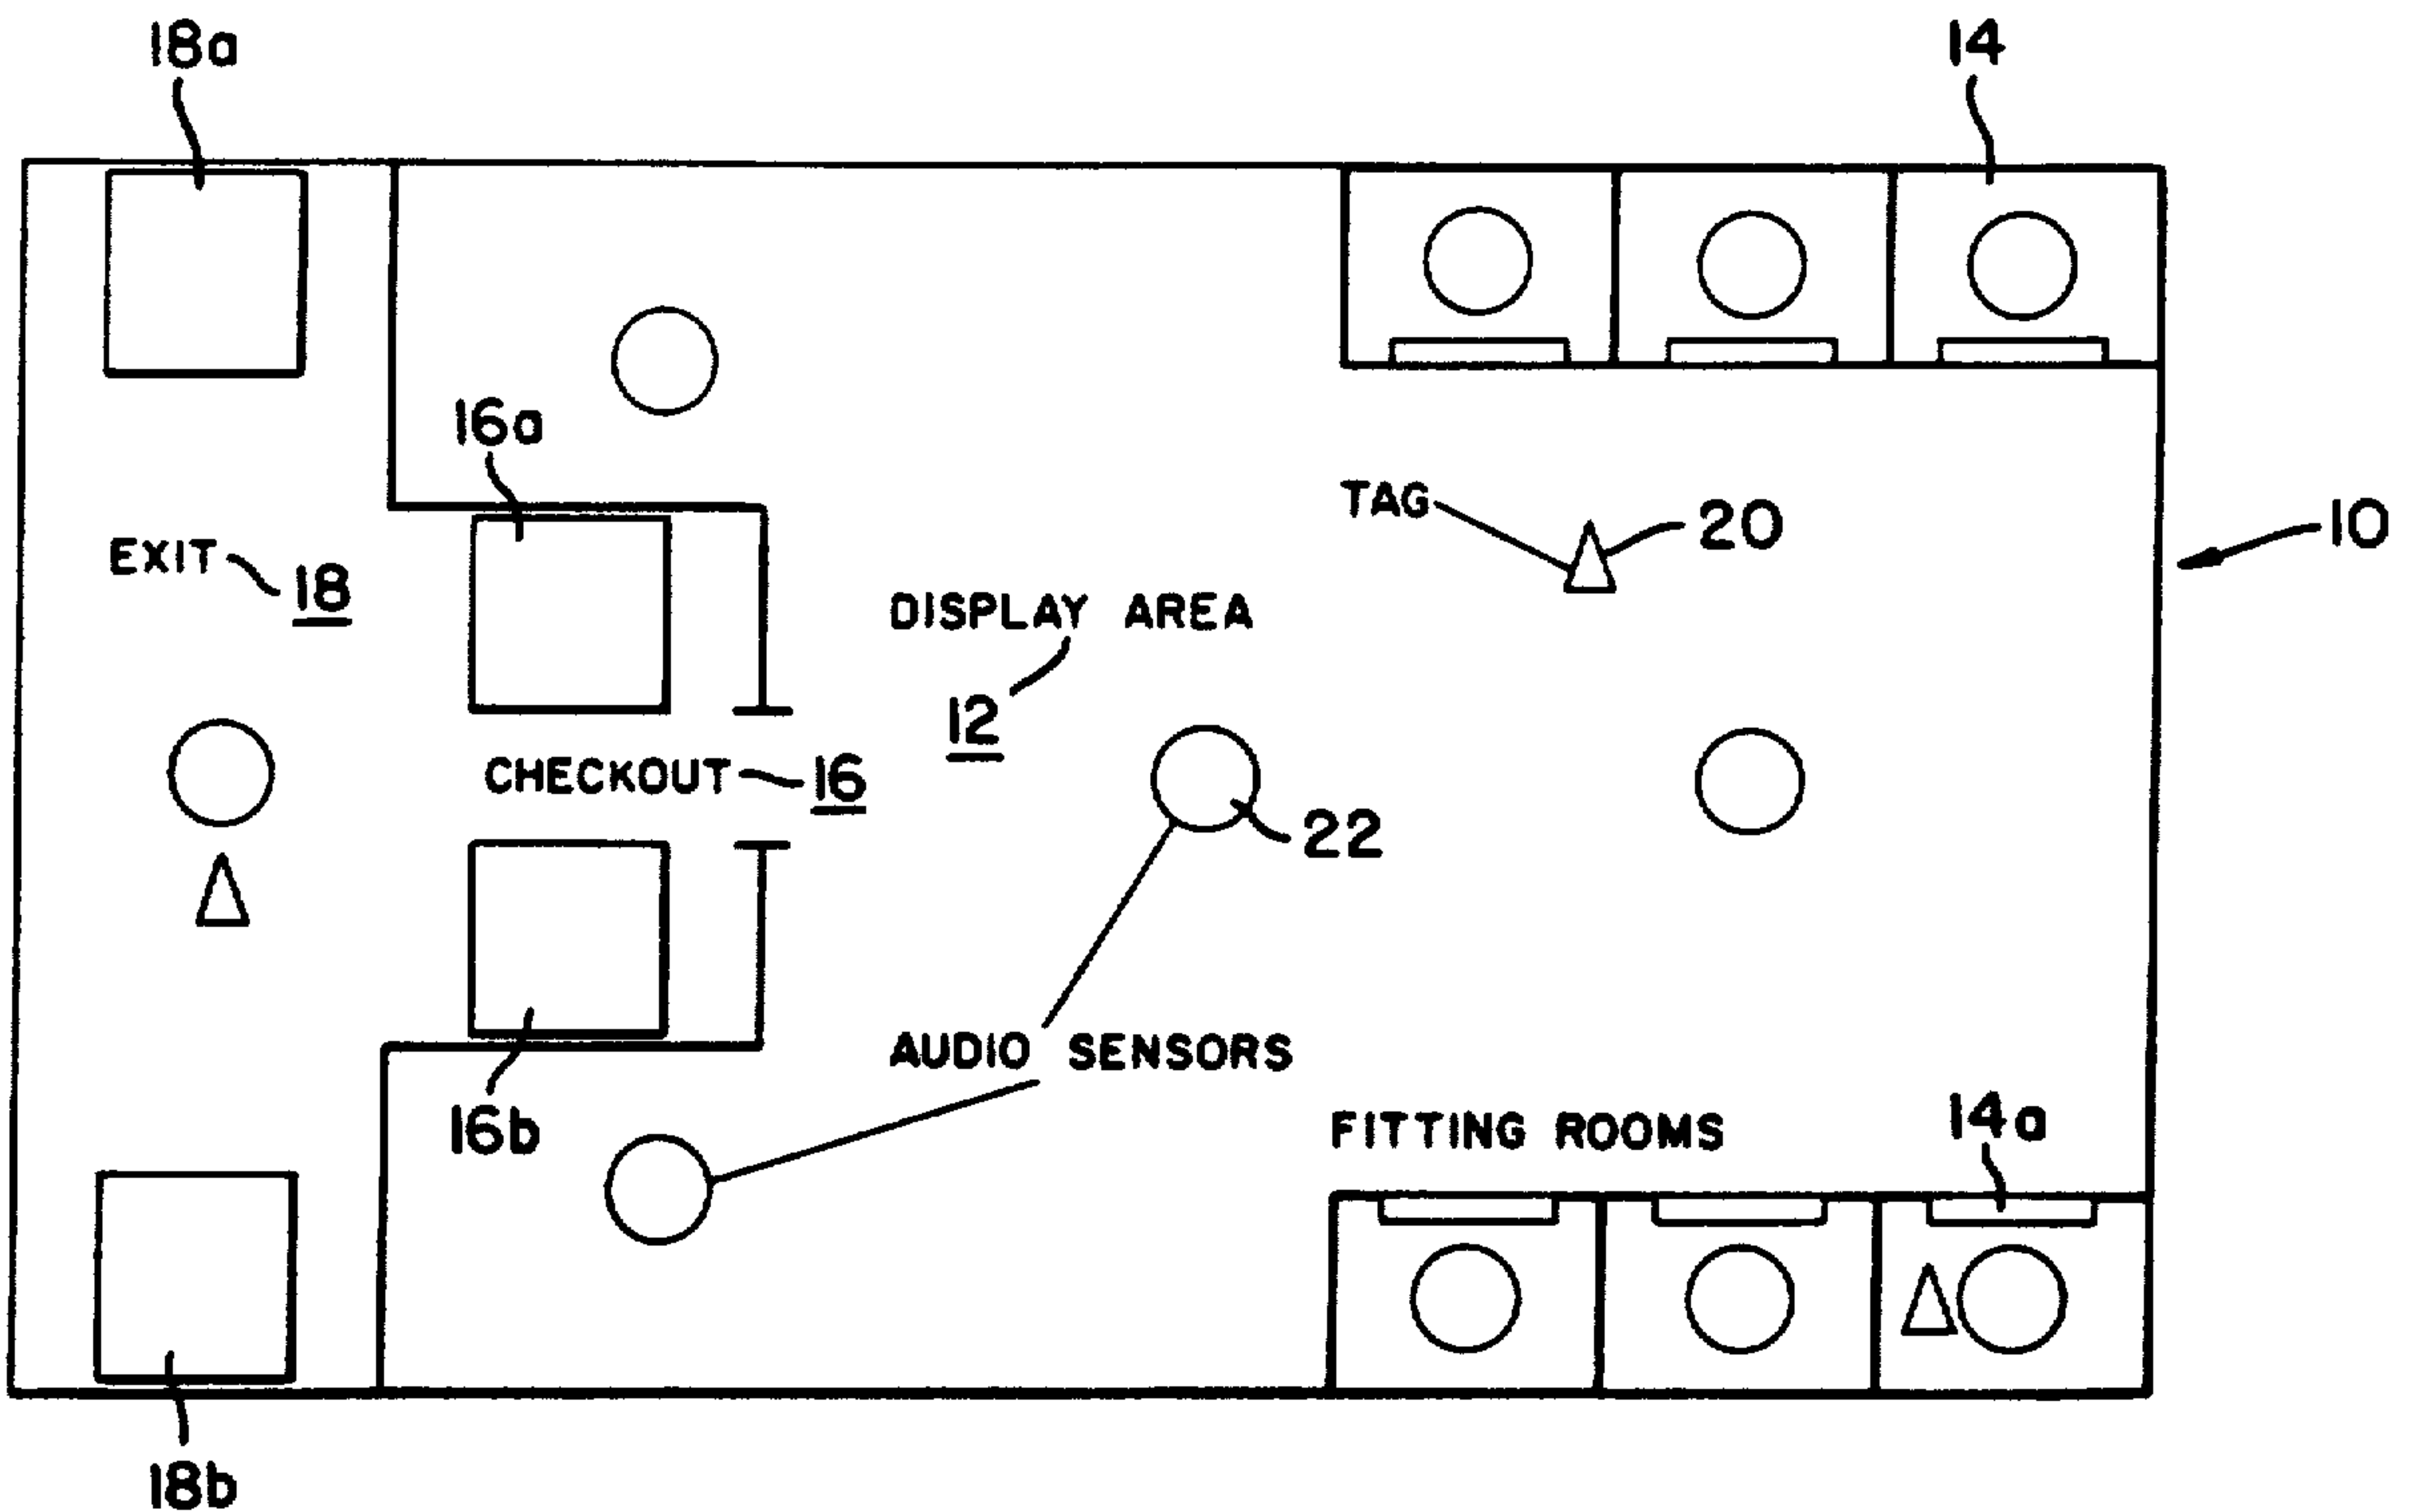 18a
14
16a
TAG
20
10
EXIT
18
DISPLAY AREA
12
CHECKOUT
16
22
AUDIO SENSORS
16b
FITTING ROOMS
14a
18b